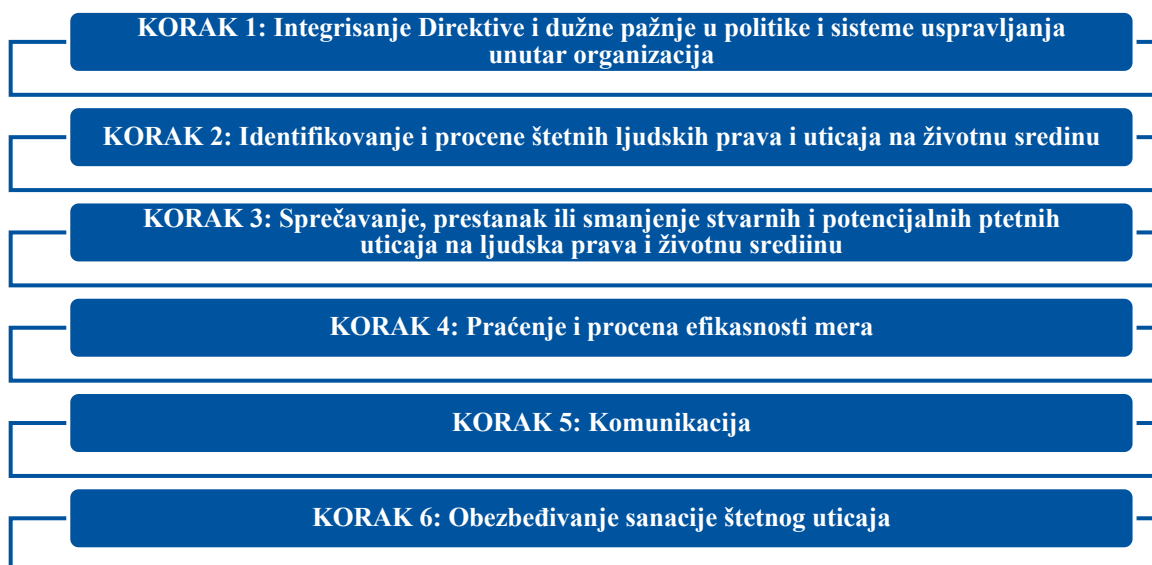 KORAK 1: Integrisanje Direktive i dužne pažnje u politike i sisteme uspravljanja
unutar organizacija
KORAK 2: Identifikovanje i procene štetnih ljudskih prava i uticaja na životnu sredinu
KORAK 3: Sprečavanje, prestanak ili smanjenje stvarnih i potencijalnih ptetnih
uticaja na ljudska prava i životnu srediinu
KORAK 4: Praćenje i procena efikasnosti mera
KORAK 5: Komunikacija
KORAK 6: Obezbeđivanje sanacije štetnog uticaja